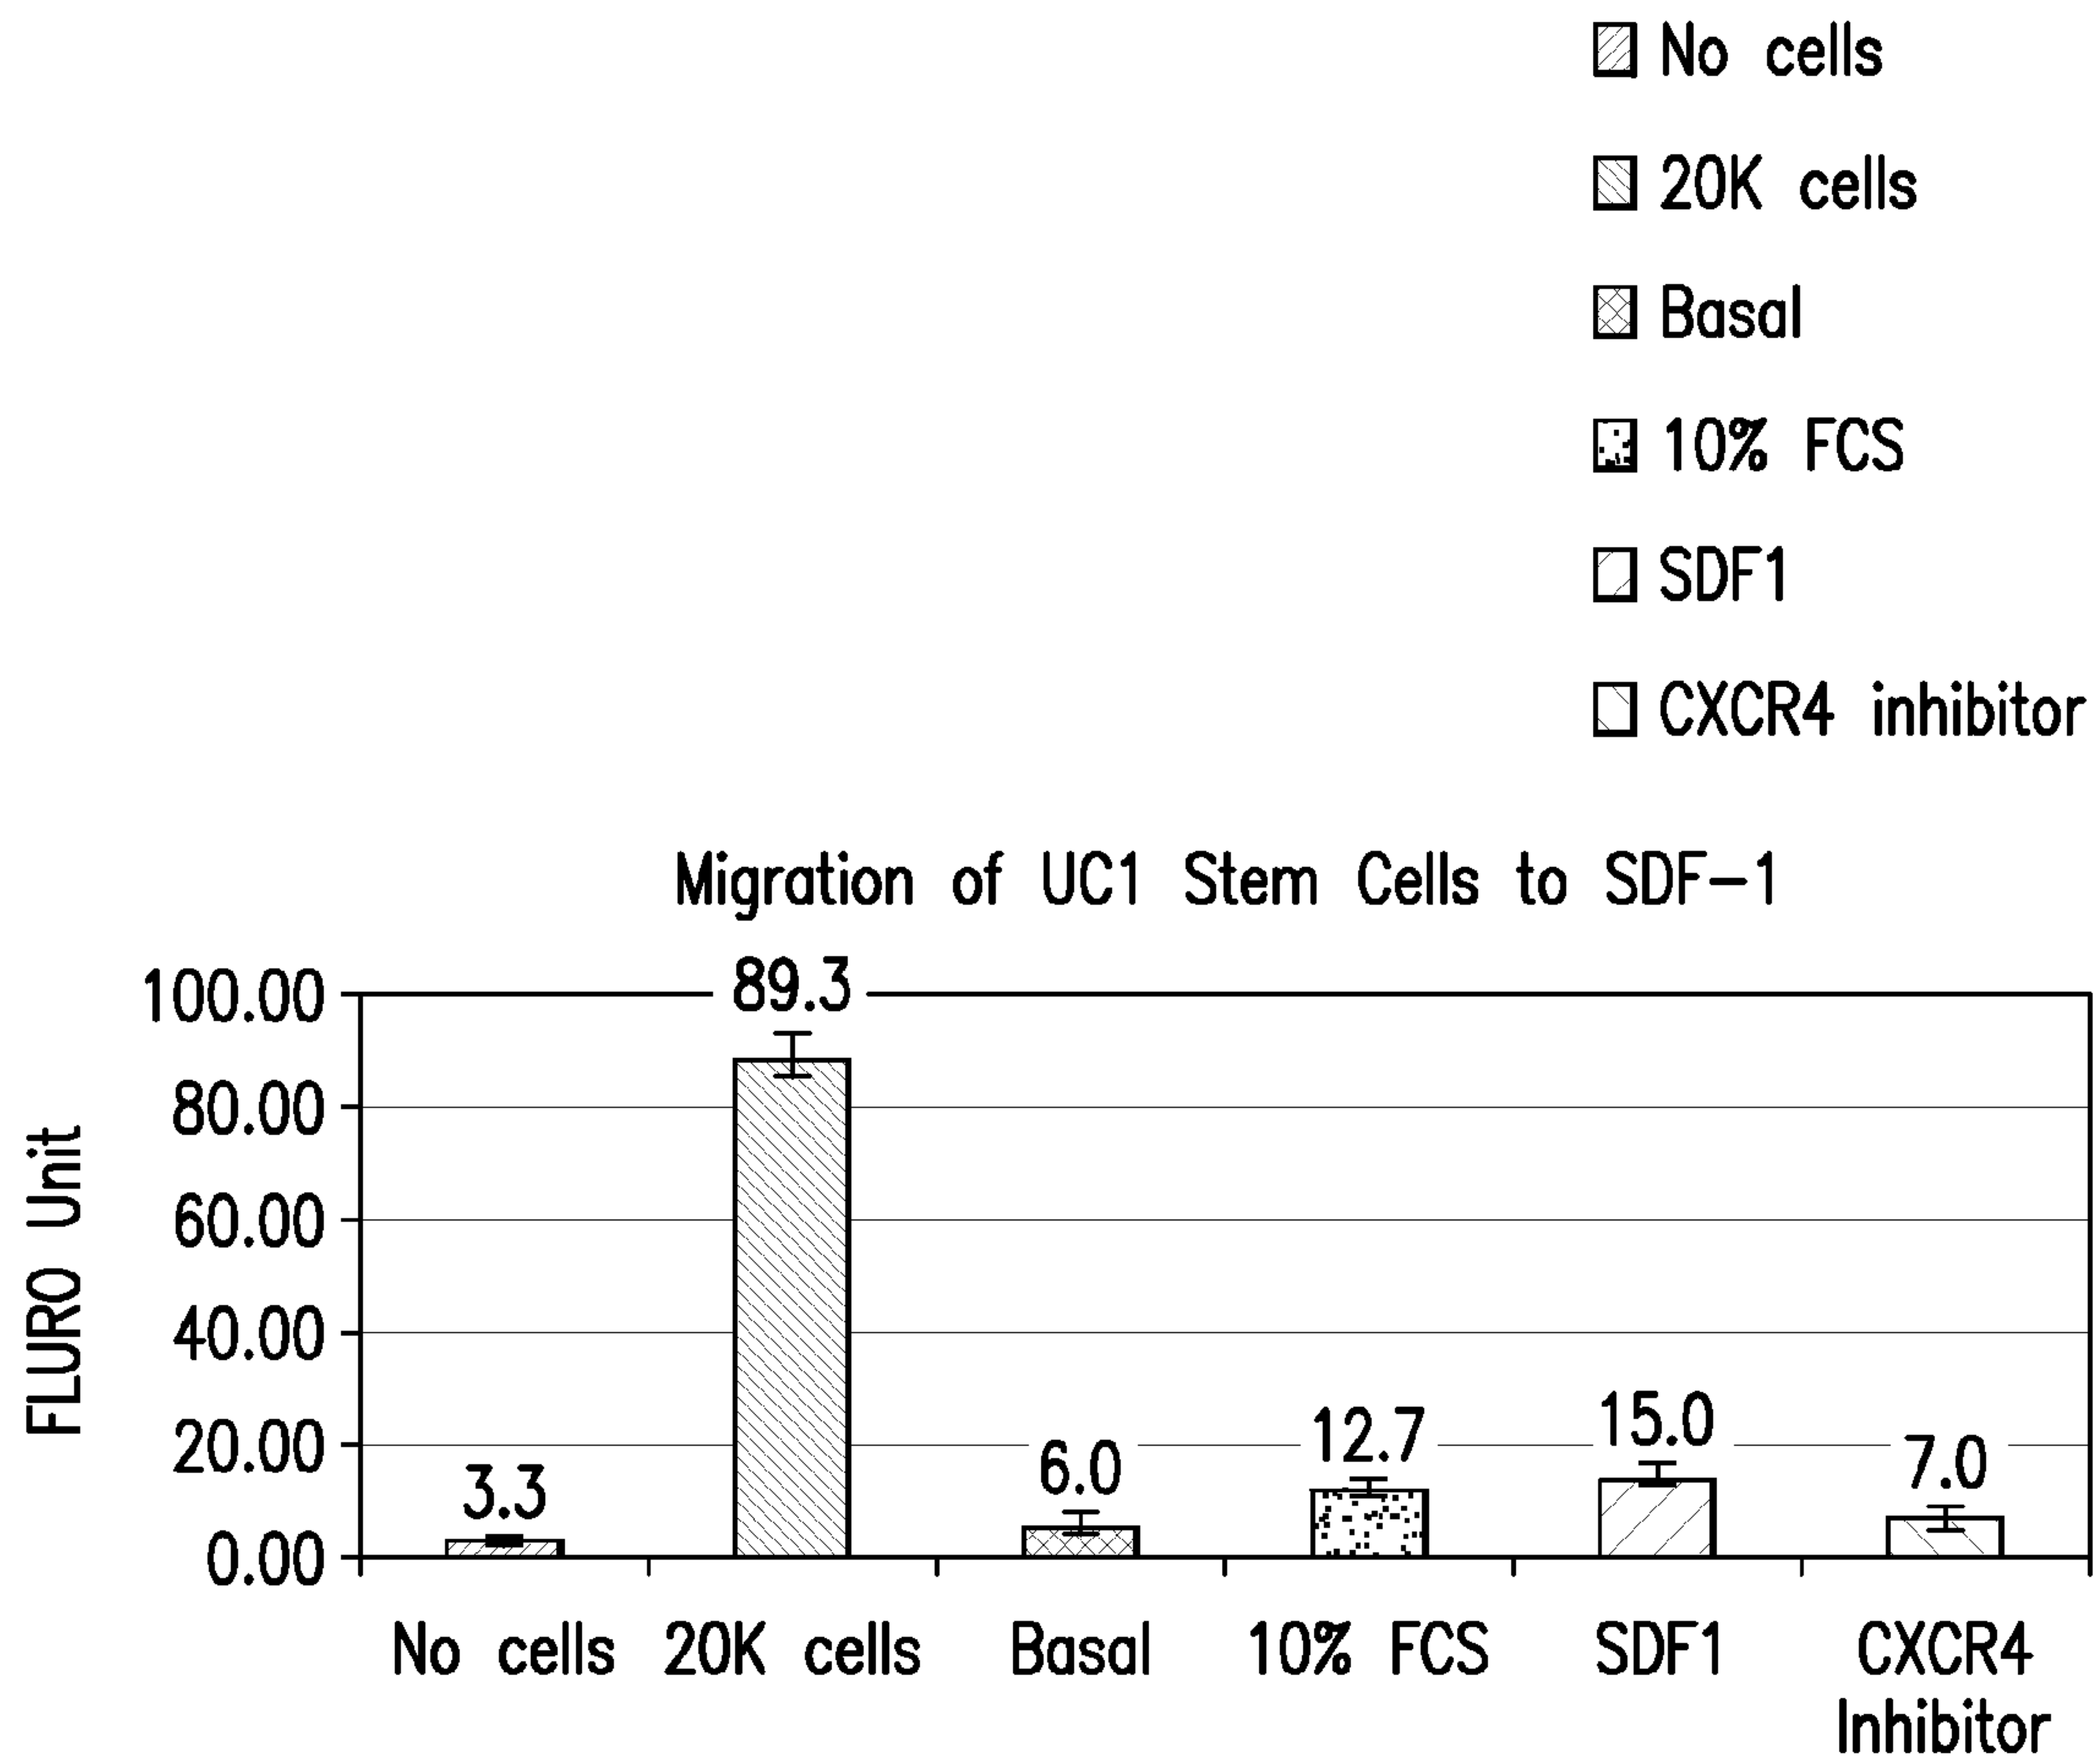 No cells
20K cells
Basal
10% FCS
SDF1
CXCR4 inhibitor
Migration of UC1 Stem Cells to SDF-1
FLURO Unit
100.00
80.00
60.00
40.00
20.00
0.00
3.3
89.3
6.0
12.7
15.0
7.0
No cells
20K cells
Basal
10% FCS
SDF1
CXCR4
Inhibitor